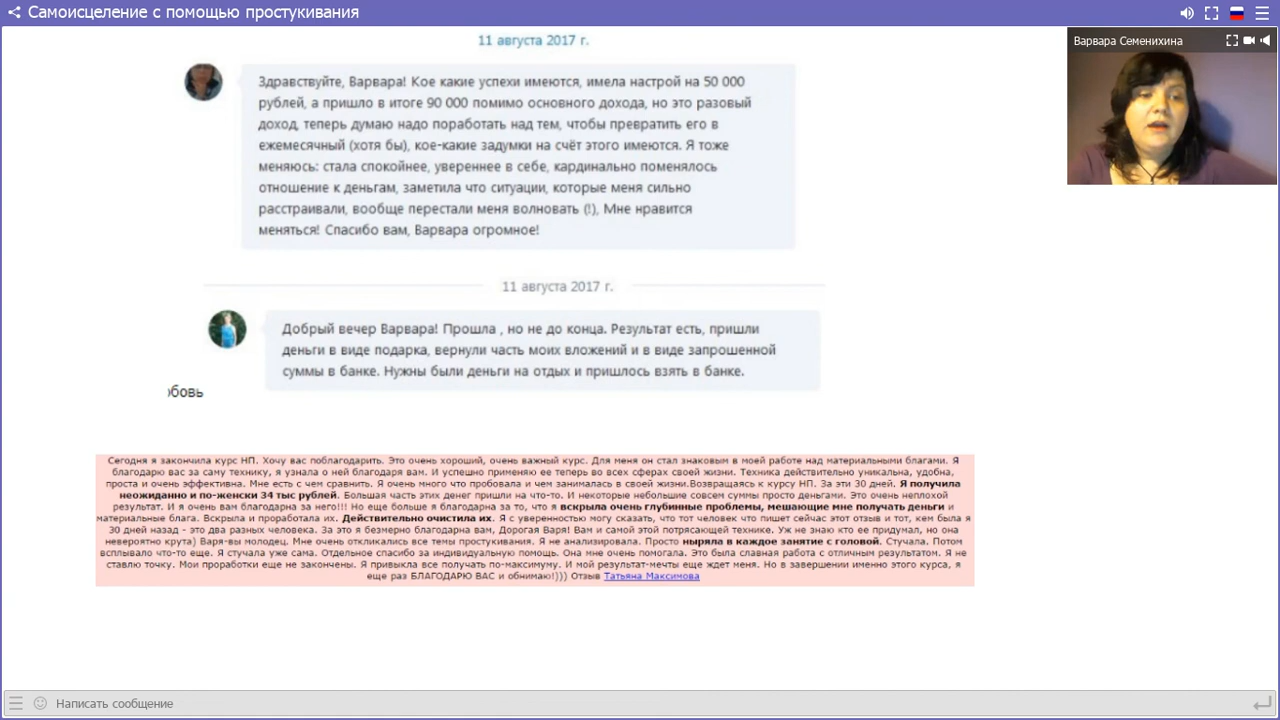 Самоисцеление с помощью простукивания
11 августа 2017 г.
Варвара Семенихина
Здравствуйте, Варвара! Кое какие успехи имеются, имела настрой на 50 000
рублей, а пришло в итоге 90 000 помимо основного дохода, но это разовый
доход, теперь думаю надо поработать над тем, чтобы превратить его в
ежемесячный (хотя бы), кое-какие задумки на счёт этого имеются. Я тоже
меняюсь: стала спокойнее, увереннее в себе, кардинально поменялось
отношение к деньгам, заметила что ситуации, которые меня сильно
расстраивали, вообще перестали меня волновать (!), Мне нравится
меняться! Спасибо вам, Варвара огромное!
11 августа 2017 г.
Добрый вечер Варвара! Прошла , но не до конца. Результат есть, пришли
деньги в виде подарка, вернули часть моих вложений и в виде запрошенной
суммы в банке. Нужны были деньги на отдых и пришлось взять в банке.
юбовь
Сегодня я закончила курс НП. Хочу вас поблагодарить. Это очень хороший, очень важный курс. Для меня он стал знаковым в моей работе над материальными благами. Я
благодарю вас за саму технику, я узнала о ней благодаря вам. И успешно применяю ее теперь во всех сферах своей жизни. Техника действительно уникальна, удобна,
проста и очень эффективна. Мне есть с чем сравнить. Я очень много что пробовала и чем занималась в своей жизни.Возвращаясь к курсу НП. За эти 30 дней. Я получила
неожиданно и по-женски 34 тыс рублей. Большая часть этих денег пришли на что-то. И некоторые небольшие совсем суммы просто деньгами. Это очень неплохой
результат. И я очень вам благодарна за него!!! Но еще больше я благодарна за то, что я вскрыла очень глубинные проблемы, мешающие мне получать деньги и
материальные блага. Вскрыла и проработала их. Действительно очистила их. Я с уверенностью могу сказать, что тот человек что пишет сейчас этот отзыв и тот, кем была я
30 дней назад - это два разных человека. За это я безмерно благодарна вам, Дорогая Варя! Вам и самой этой потрясающей технике. Уж не знаю кто ее придумал, но она
невероятно крута) Варя-вы молодец. Мне очень откликались все темы простукивания. Я не анализировала. Просто ныряла в каждое занятие с головой. Стучала. Потом
всплывало что-то еще. Я стучала уже сама. Отдельное спасибо за индивидуальную помощь. Она мне очень помогала. Это была славная работа с отличным результатом. Я не
ставлю точку. Мои проработки еще не закончены. Я привыкла все получать по-максимуму. И мой результат-мечты еще ждет меня. Но в завершении именно этого курса, я
еще раз БЛАГОДАРЮ ВАС и обнимаю!))) Отзыв Татьяна Максимова
Написать сообщение